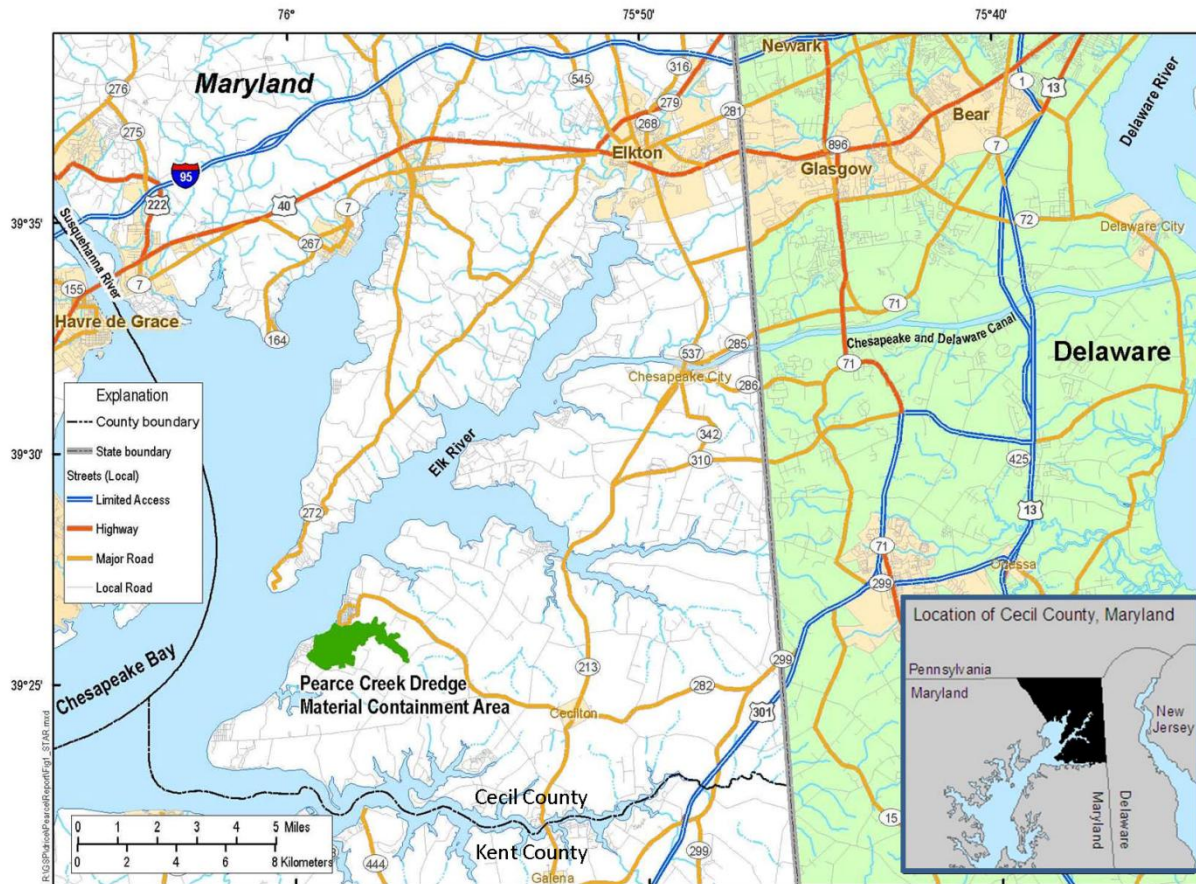 76°
75°50'
75°40'
Maryland
276
275
545
316
279
268
281
Newark
Elkton
896
Glasgow
Bear
1
13
7
Delaware River
95
222
40
7
267
39°35'
Susquehanna River
155
7
Havre de Grace
164
72
Delaware City
71
Chesapeake and Delaware Canal
537
285
71
Chesapeake City
286
Delaware
Explanation
County boundary
State boundary
Streets (Local)
Limited Access
Highway
Major Road
Local Road
342
310
Elk River
39°30'
425
13
272
71
299
Odessa
Chesapeake Bay
39°25'
Pearce Creek Dredge
Material Containment Area
213
282
299
Cecilton
301
Cecil County
Kent County
444
299
Galena
15
0 1 2 3 4 5 Miles
0 2 4 6 8 Kilometers
Location of Cecil County, Maryland
Pennsylvania
Maryland
New
Jersey
Maryland
Delaware
75°50'
75°40'
76°